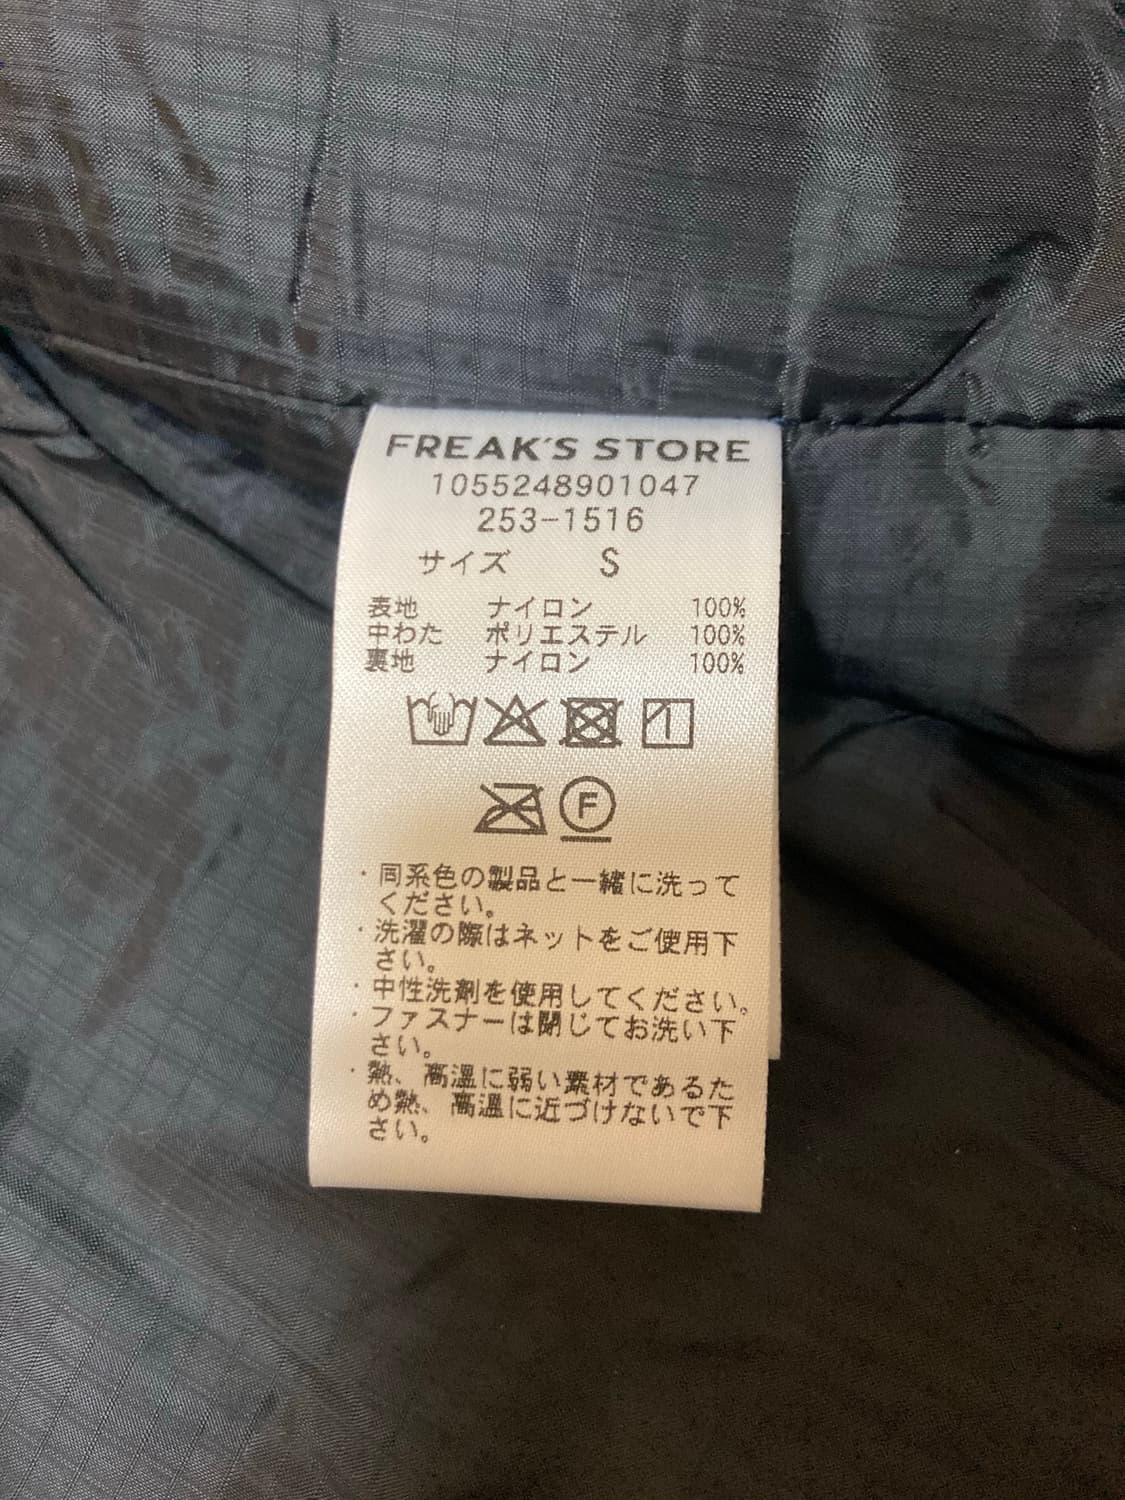 FREAK'S STORE
1055248901047
253-1516
サイズ S
表地 ナイロン 100%
中わた ポリエステル 100%
裏地 ナイロン 100%
F
・同系色の製品と一緒に洗って
ください。
・洗濯の際はネットをご使用下
さい。
・中性洗剤を使用してください。
・ファスナーは閉じてお洗い下
さい。
・熱、高温に弱い素材であるた
め熱、高温に近づけないで下
さい。